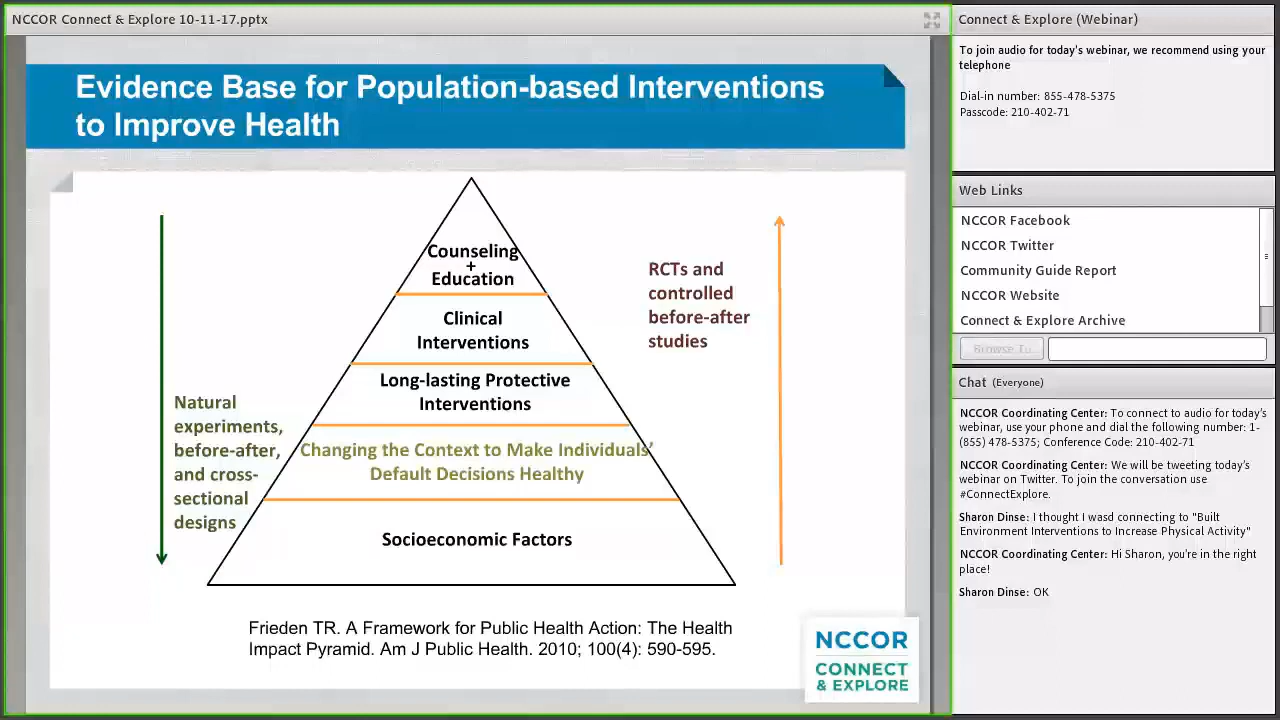 NCCOR Connect & Explore 10-11-17.pptx
Evidence Base for Population-based Interventions
to Improve Health
Counseling
+
Education
Clinical
Interventions
Long-lasting Protective
Interventions
Changing the Context to Make Individuals'
Default Decisions Healthy
Socioeconomic Factors
Natural
experiments,
before-after,
and cross-
sectional
designs
RCTs and
controlled
before-after
studies
Frieden TR. A Framework for Public Health Action: The Health
Impact Pyramid. Am J Public Health. 2010; 100(4): 590-595.
NCCOR
CONNECT
& EXPLORE
Connect & Explore (Webinar)
To join audio for today's webinar, we recommend using your
telephone
Dial-in number: 855-478-5375
Passcode: 210-402-71
Web Links
NCCOR Facebook
NCCOR Twitter
Community Guide Report
NCCOR Website
Connect & Explore Archive
Browse To
Chat (Everyone)
NCCOR Coordinating Center: To connect to audio for today's
webinar, use your phone and dial the following number: 1-
(855) 478-5375; Conference Code: 210-402-71
NCCOR Coordinating Center: We will be tweeting today's
webinar on Twitter. To join the conversation use
#ConnectExplore.
Sharon Dinse: I thought I wasd connecting to "Built
Environment Interventions to Increase Physical Activity"
NCCOR Coordinating Center: Hi Sharon, you're in the right
place!
Sharon Dinse: OK